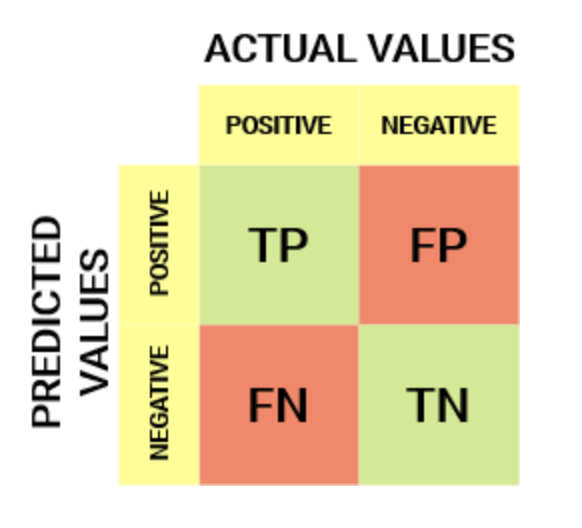 ACTUAL VALUES
POSITIVE NEGATIVE
PREDICTED
VALUES
POSITIVE
TP FP
NEGATIVE
FN TN